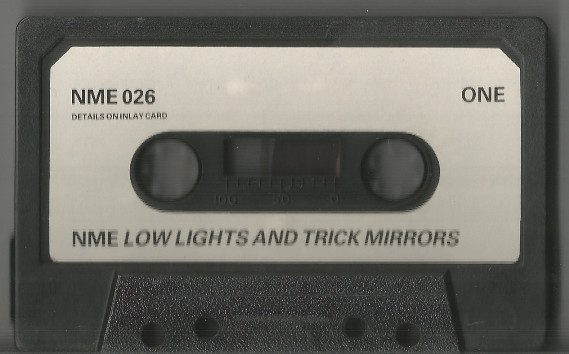 NME 026
ONE
DETAILS ON INLAY CARD
100 50 0
NME LOW LIGHTS AND TRICK MIRRORS